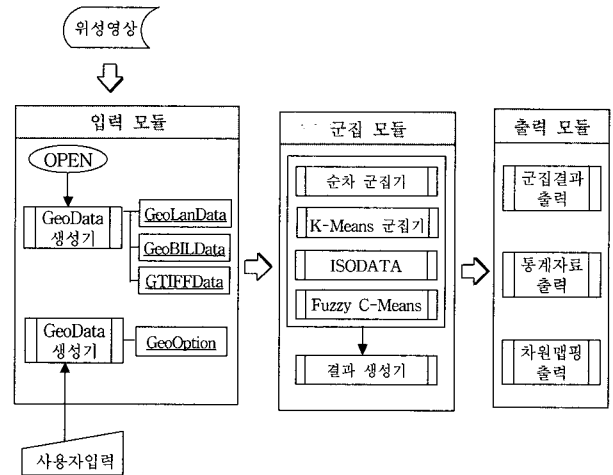 위성영상
입력 모듈
OPEN
GeoData
생성기
GeoLanData
GeoBILData
GTIFFData
GeoData
생성기
GeoOption
사용자입력
군집 모듈
순차 군집기
K-Means 군집기
ISODATA
Fuzzy C-Means
결과 생성기
출력 모듈
군집결과
출력
통계자료
출력
차원맵핑
출력